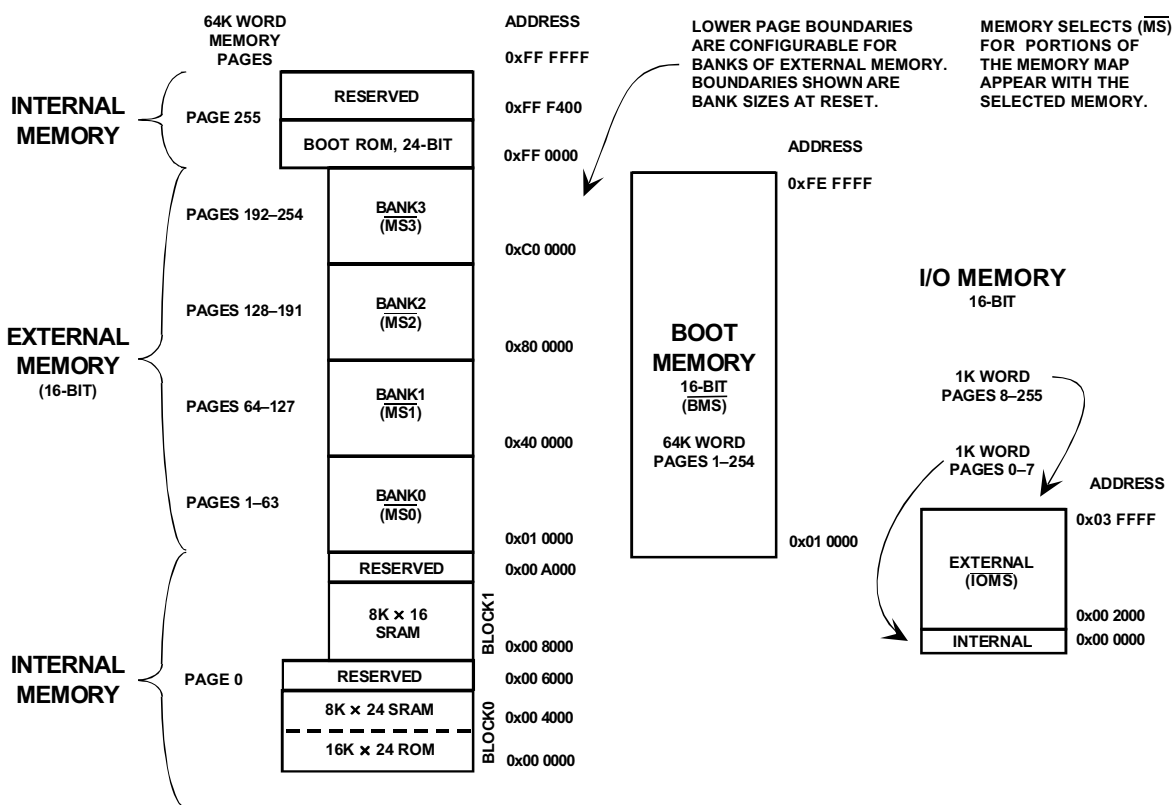 64K WORD
MEMORY
PAGES
ADDRESS
0xFF FFFF
INTERNAL
MEMORY
PAGE 255
RESERVED
0xFF F400
BOOT ROM, 24-BIT
0xFF 0000
EXTERNAL
MEMORY
(16-BIT)
PAGES 192–254
BANK3
(MS3)
0xC0 0000
PAGES 128–191
BANK2
(MS2)
0x80 0000
PAGES 64–127
BANK1
(MS1)
0x40 0000
PAGES 1–63
BANK0
(MS0)
0x01 0000
INTERNAL
MEMORY
PAGE 0
RESERVED
0x00 A000
8K × 16
SRAM
BLOCK1
0x00 8000
RESERVED
0x00 6000
8K × 24 SRAM
0x00 4000
BLOCK0
16K × 24 ROM
0x00 0000
LOWER PAGE BOUNDARIES
ARE CONFIGURABLE FOR
BANKS OF EXTERNAL MEMORY.
BOUNDARIES SHOWN ARE
BANK SIZES AT RESET.
MEMORY SELECTS (MS)
FOR PORTIONS OF
THE MEMORY MAP
APPEAR WITH THE
SELECTED MEMORY.
ADDRESS
0xFE FFFF
BOOT
MEMORY
16-BIT
(BMS)
64K WORD
PAGES 1–254
0x01 0000
I/O MEMORY
16-BIT
1K WORD
PAGES 8–255
1K WORD
PAGES 0–7
ADDRESS
0x03 FFFF
EXTERNAL
(IOMS)
0x00 2000
INTERNAL
0x00 0000